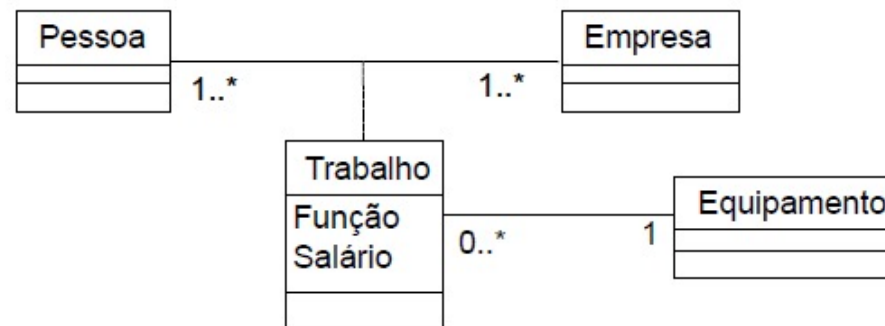 Pessoa
Empresa
1..*
1..*
Trabalho
Função
Salário
Equipamento
0..*
1